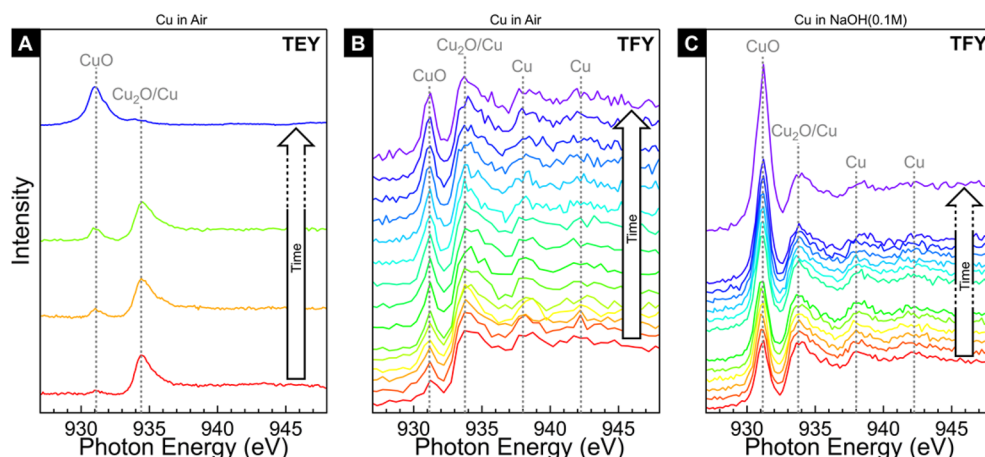 Cu in Air
A
TEY
CuO
Cu2O/Cu
Time
Intensity
930
935
940
945
Photon Energy (eV)
Cu in Air
B
TFY
Cu2O/Cu
CuO
Cu
Cu
Time
930
935
940
945
Photon Energy (eV)
Cu in NaOH(0.1M)
C
TFY
CuO
Cu2O/Cu
Cu
Cu
Time
930
935
940
945
Photon Energy (eV)